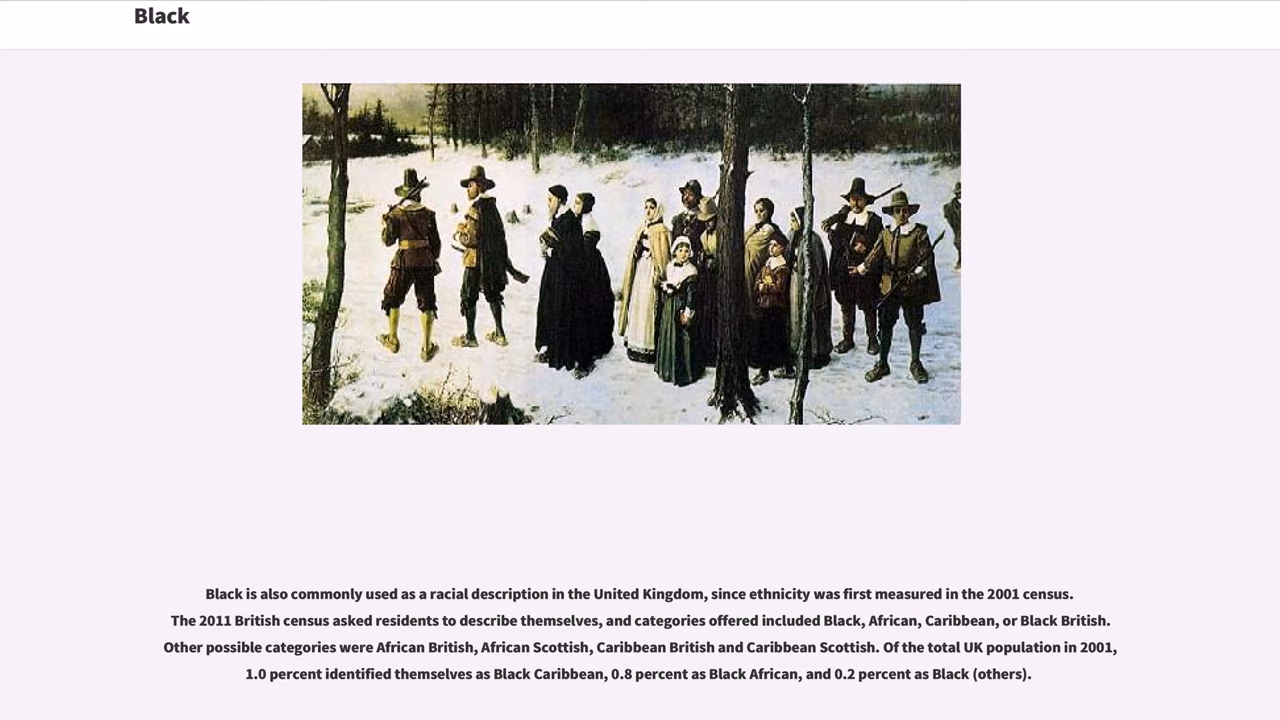 Black
Black is also commonly used as a racial description in the United Kingdom, since ethnicity was first measured in the 2001 census.
The 2011 British census asked residents to describe themselves, and categories offered included Black, African, Caribbean, or Black British.
Other possible categories were African British, African Scottish, Caribbean British and Caribbean Scottish. Of the total UK population in 2001,
1.0 percent identified themselves as Black Caribbean, 0.8 percent as Black African, and 0.2 percent as Black (others).